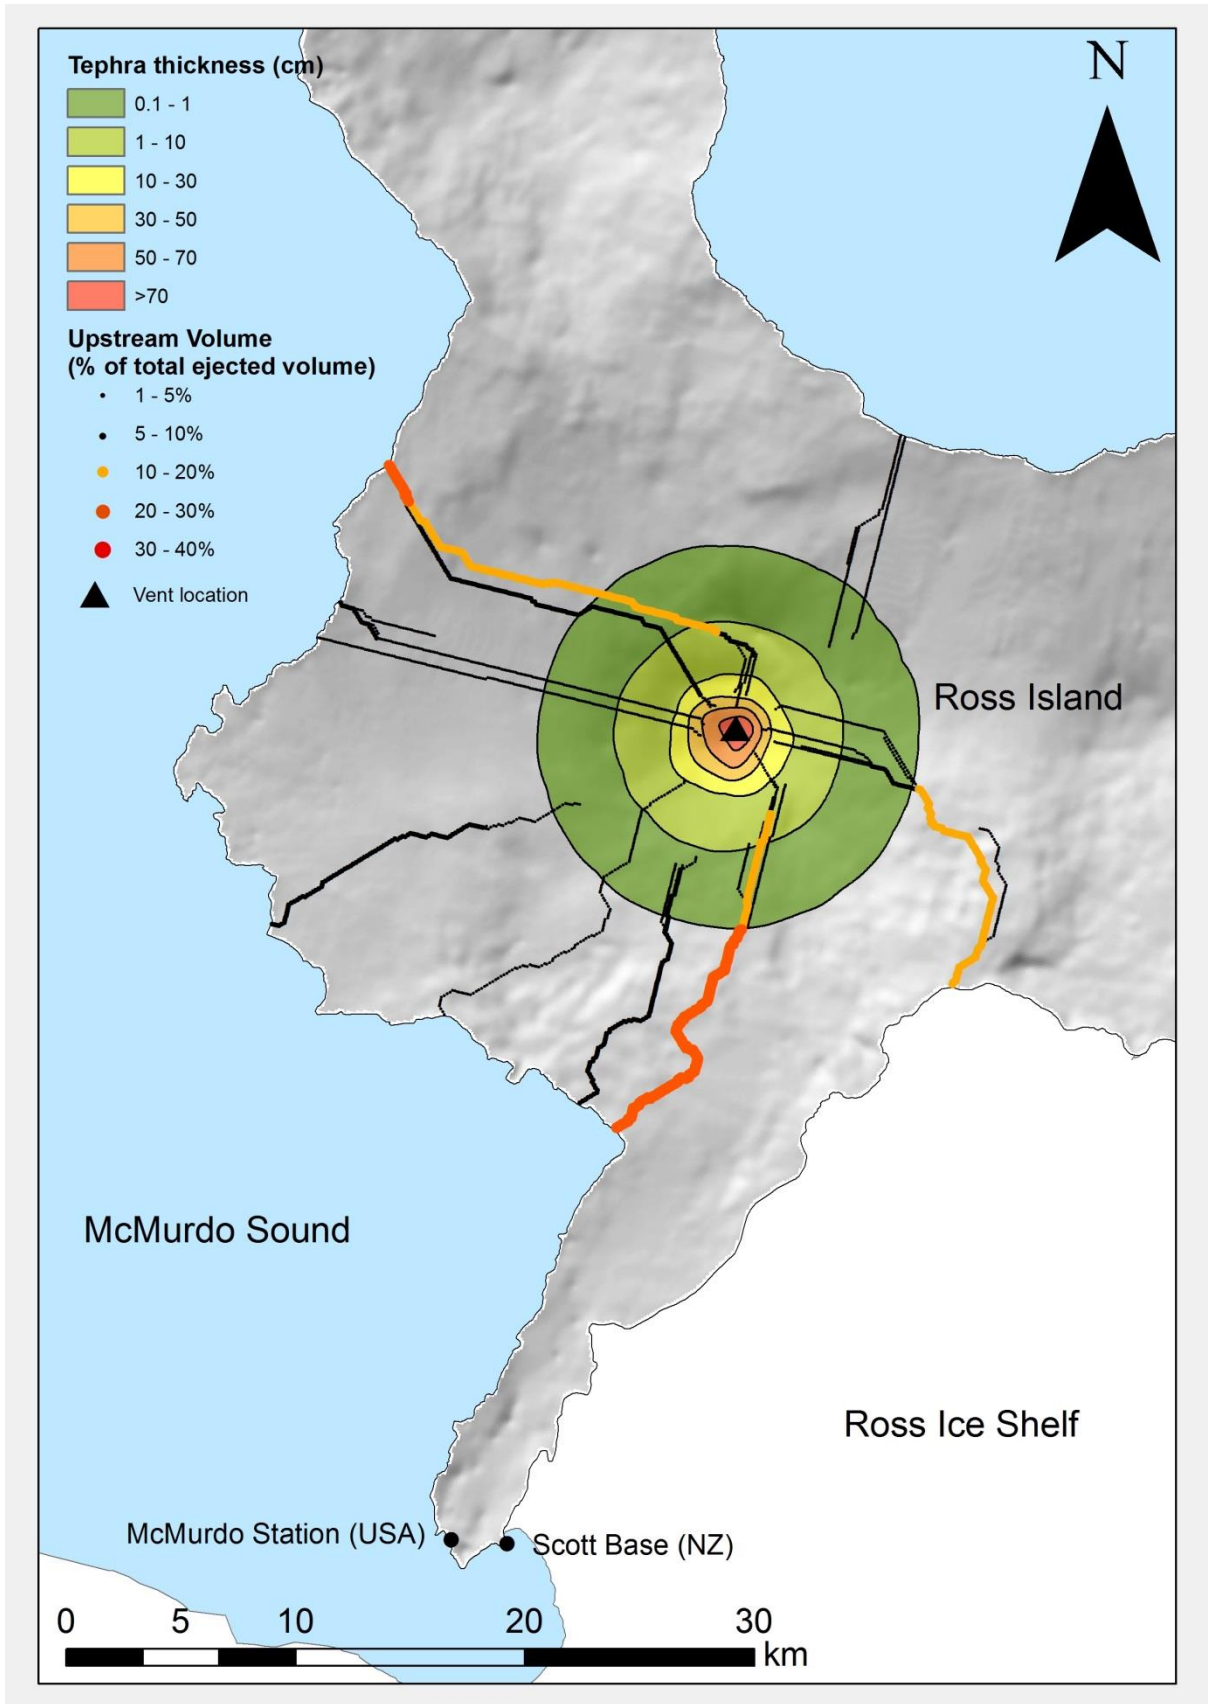 Tephra thickness (cm)
0.1 - 1
1 - 10
10 - 30
30 - 50
50 - 70
>70
Upstream Volume
(% of total ejected volume)
1 - 5%
5 - 10%
10 - 20%
20 - 30%
30 - 40%
Vent location
N
Ross Island
McMurdo Sound
Ross Ice Shelf
McMurdo Station (USA)
Scott Base (NZ)
0 5 10 20 30
km